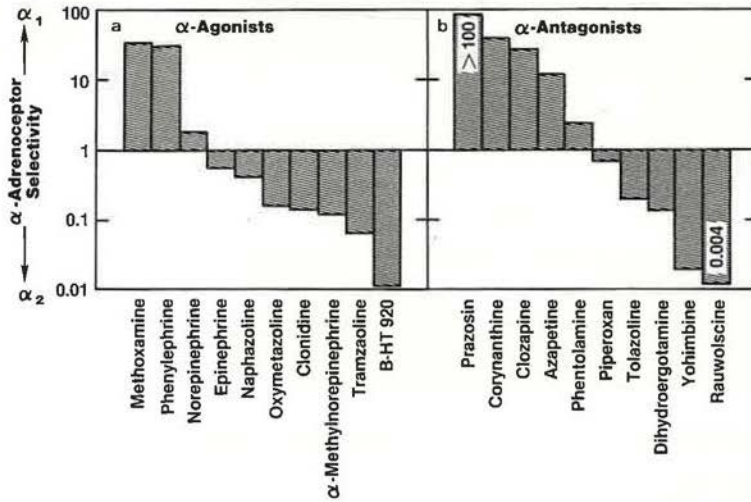 α₁
α-Adrenoceptor
Selectivity
α₂
100
10
1
0.1
0.01
a
α-Agonists
Methoxamine
Phenylephrine
Norepinephrine
Epinephrine
Naphazoline
Oxymetazoline
Clonidine
α-Methylnorepinephrine
Tramzaoline
B-HT 920
b
α-Antagonists
> 100
0.004
Prazosin
Corynanthine
Clozapine
Azapetine
Phentolamine
Piperoxan
Tolazoline
Dihydroergotamine
Yohimbine
Rauwolscine